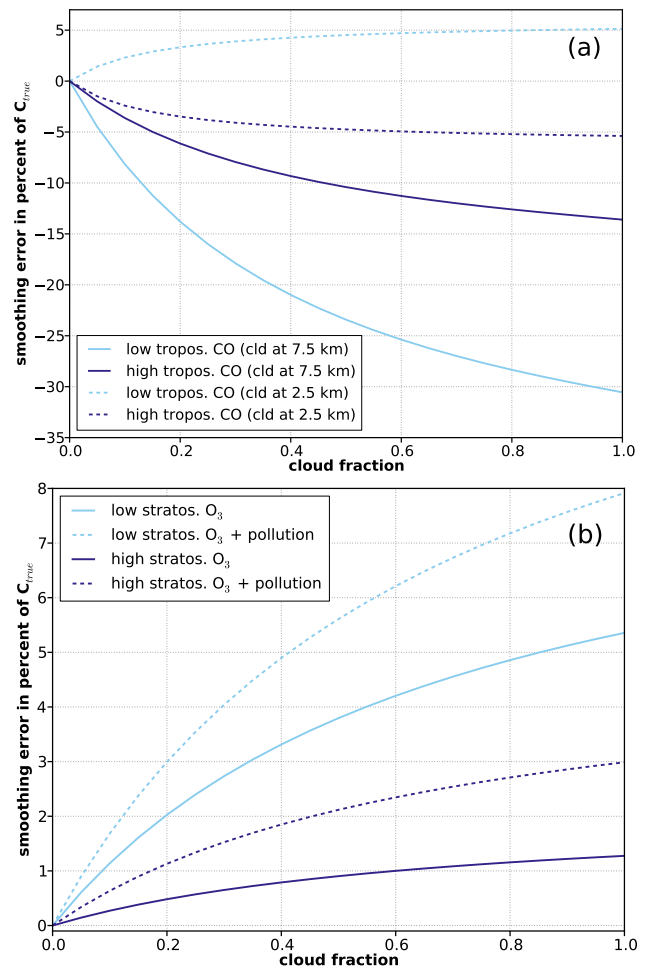 (a)
smoothing error in percent of C_true
5
0
−5
−10
−15
−20
−25
−30
−35
low tropos. CO (cld at 7.5 km)
high tropos. CO (cld at 7.5 km)
low tropos. CO (cld at 2.5 km)
high tropos. CO (cld at 2.5 km)
0.0 0.2 0.4 0.6 0.8 1.0
cloud fraction
(b)
smoothing error in percent of C_true
8
7
6
5
4
3
2
1
0
low stratos. O₃
low stratos. O₃ + pollution
high stratos. O₃
high stratos. O₃ + pollution
0.0 0.2 0.4 0.6 0.8 1.0
cloud fraction